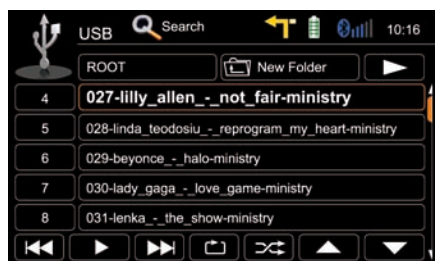 USB Search 10:16
ROOT New Folder
4 027-lilly_allen_-_not_fair-ministry
5 028-linda_teodosiu_-_reprogram_my_heart-ministry
6 029-beyonce_-_halo-ministry
7 030-lady_gaga_-_love_game-ministry
8 031-lenka_-_the_show-ministry